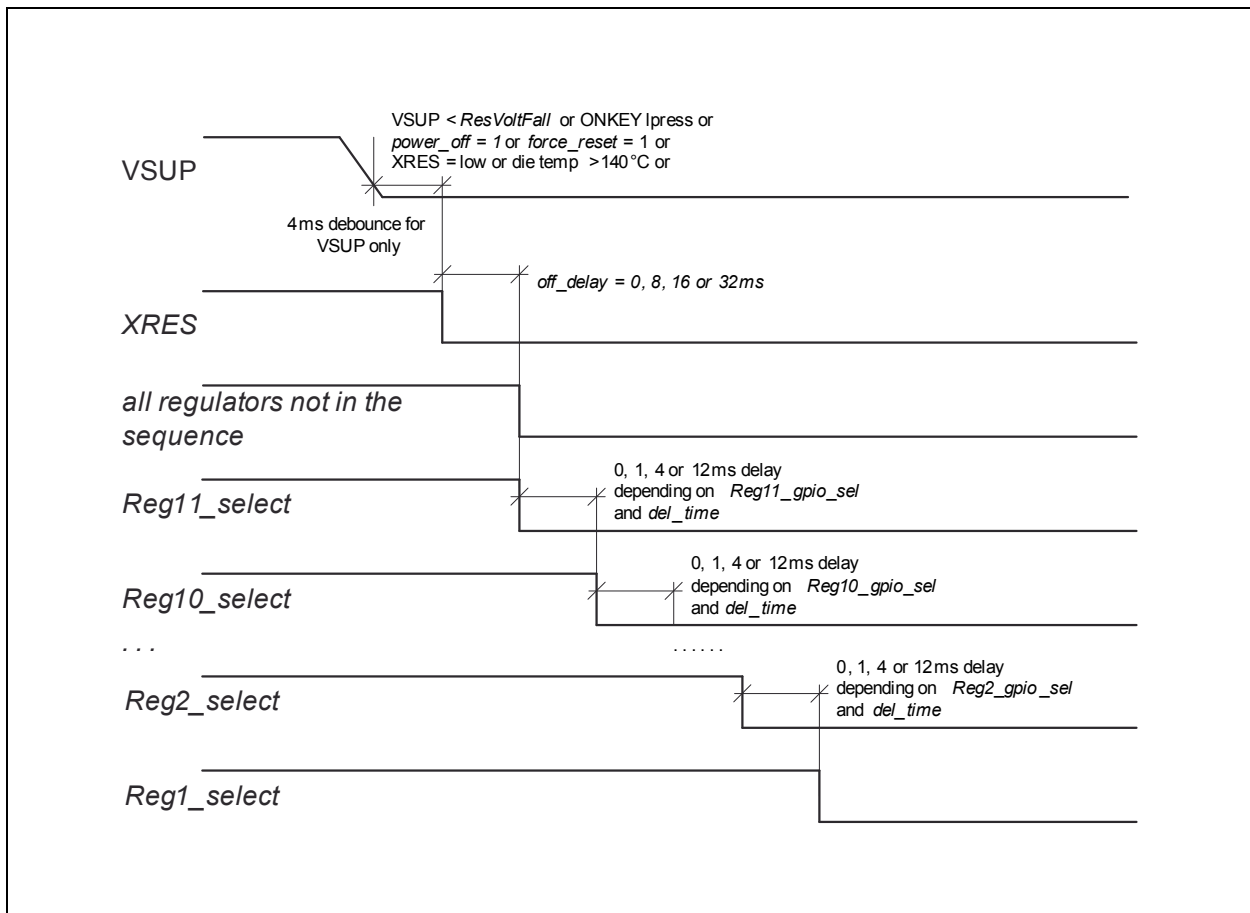 VSUP < ResVoltFall or ONKEY lpress or
power_off = 1 or force_reset = 1 or
XRES = low or die temp >140°C or
VSUP
4ms debounce for
VSUP only
off_delay = 0, 8, 16 or 32ms
XRES
all regulators not in the
sequence
0, 1, 4 or 12ms delay
depending on Reg11_gpio_sel
and del_time
Reg11_select
0, 1, 4 or 12ms delay
depending on Reg10_gpio_sel
and del_time
Reg10_select
. . .
. . . . . .
0, 1, 4 or 12ms delay
depending on Reg2_gpio_sel
and del_time
Reg2_select
Reg1_select